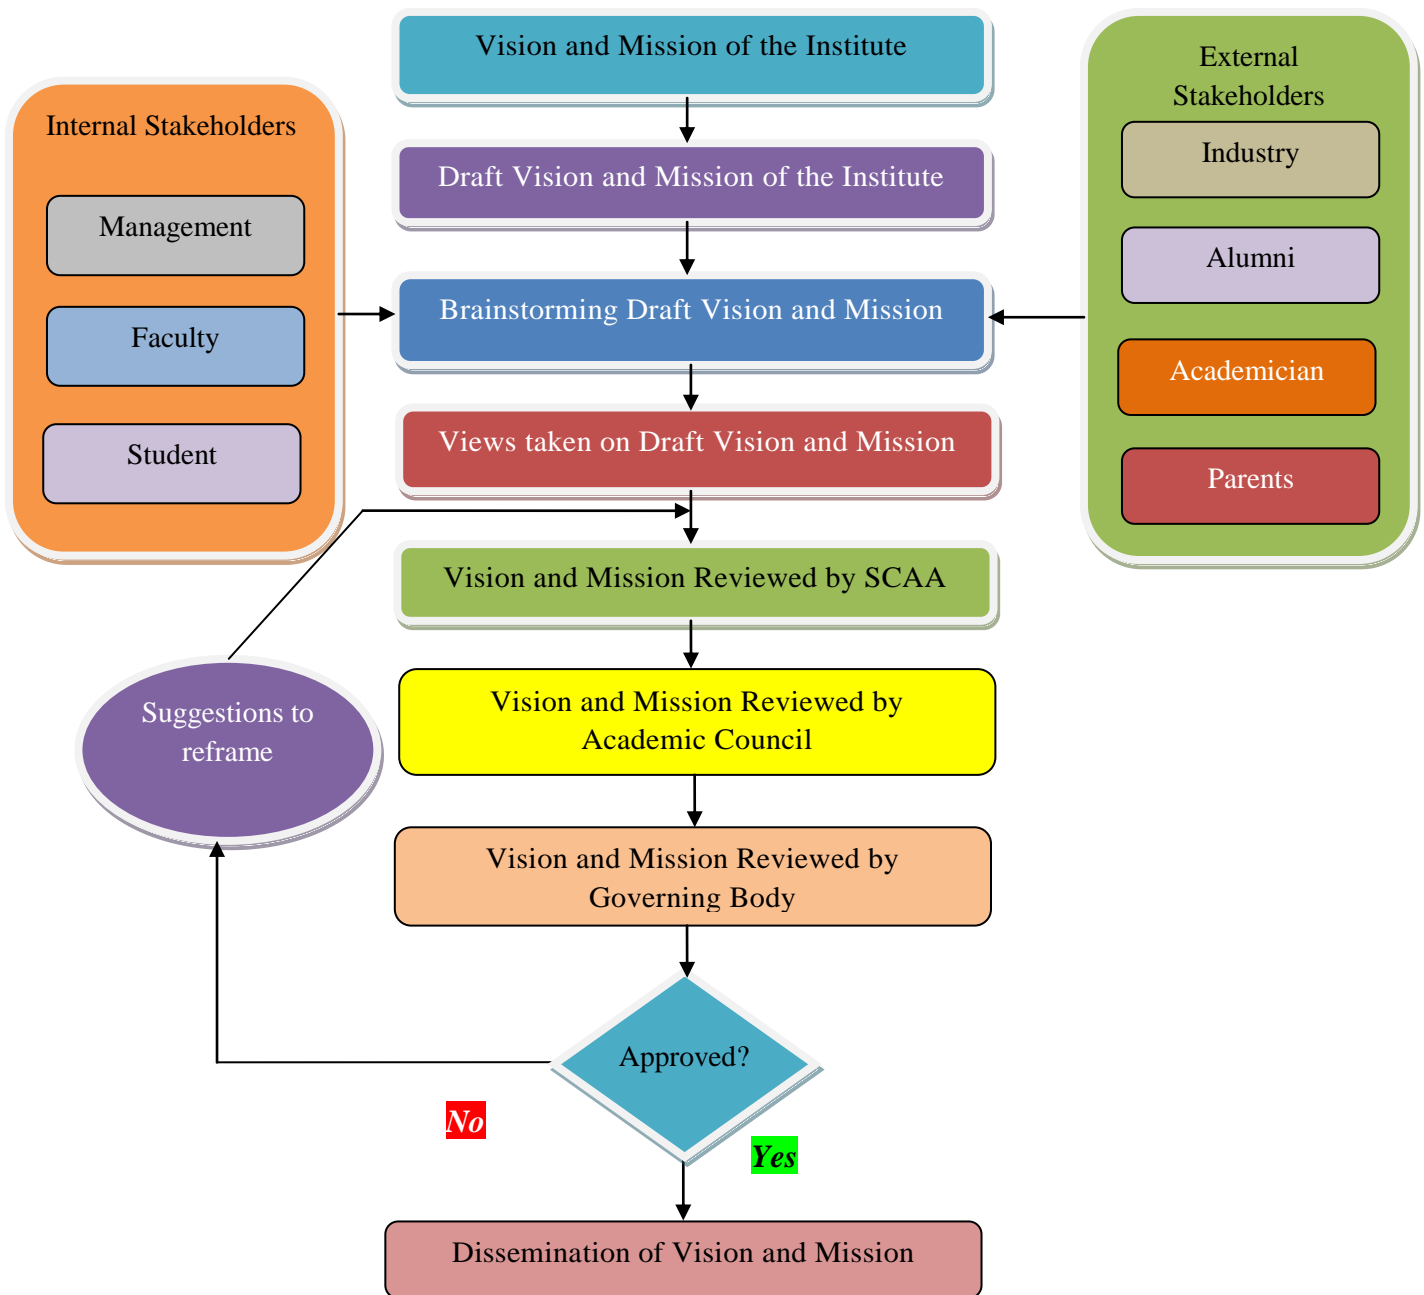 Vision and Mission of the Institute
Internal Stakeholders
Management
Faculty
Student
External
Stakeholders
Industry
Alumni
Academician
Parents
Draft Vision and Mission of the Institute
Brainstorming Draft Vision and Mission
Views taken on Draft Vision and Mission
Vision and Mission Reviewed by SCAA
Suggestions to
reframe
Vision and Mission Reviewed by
Academic Council
Vision and Mission Reviewed by
Governing Body
Approved?
No
Yes
Dissemination of Vision and Mission